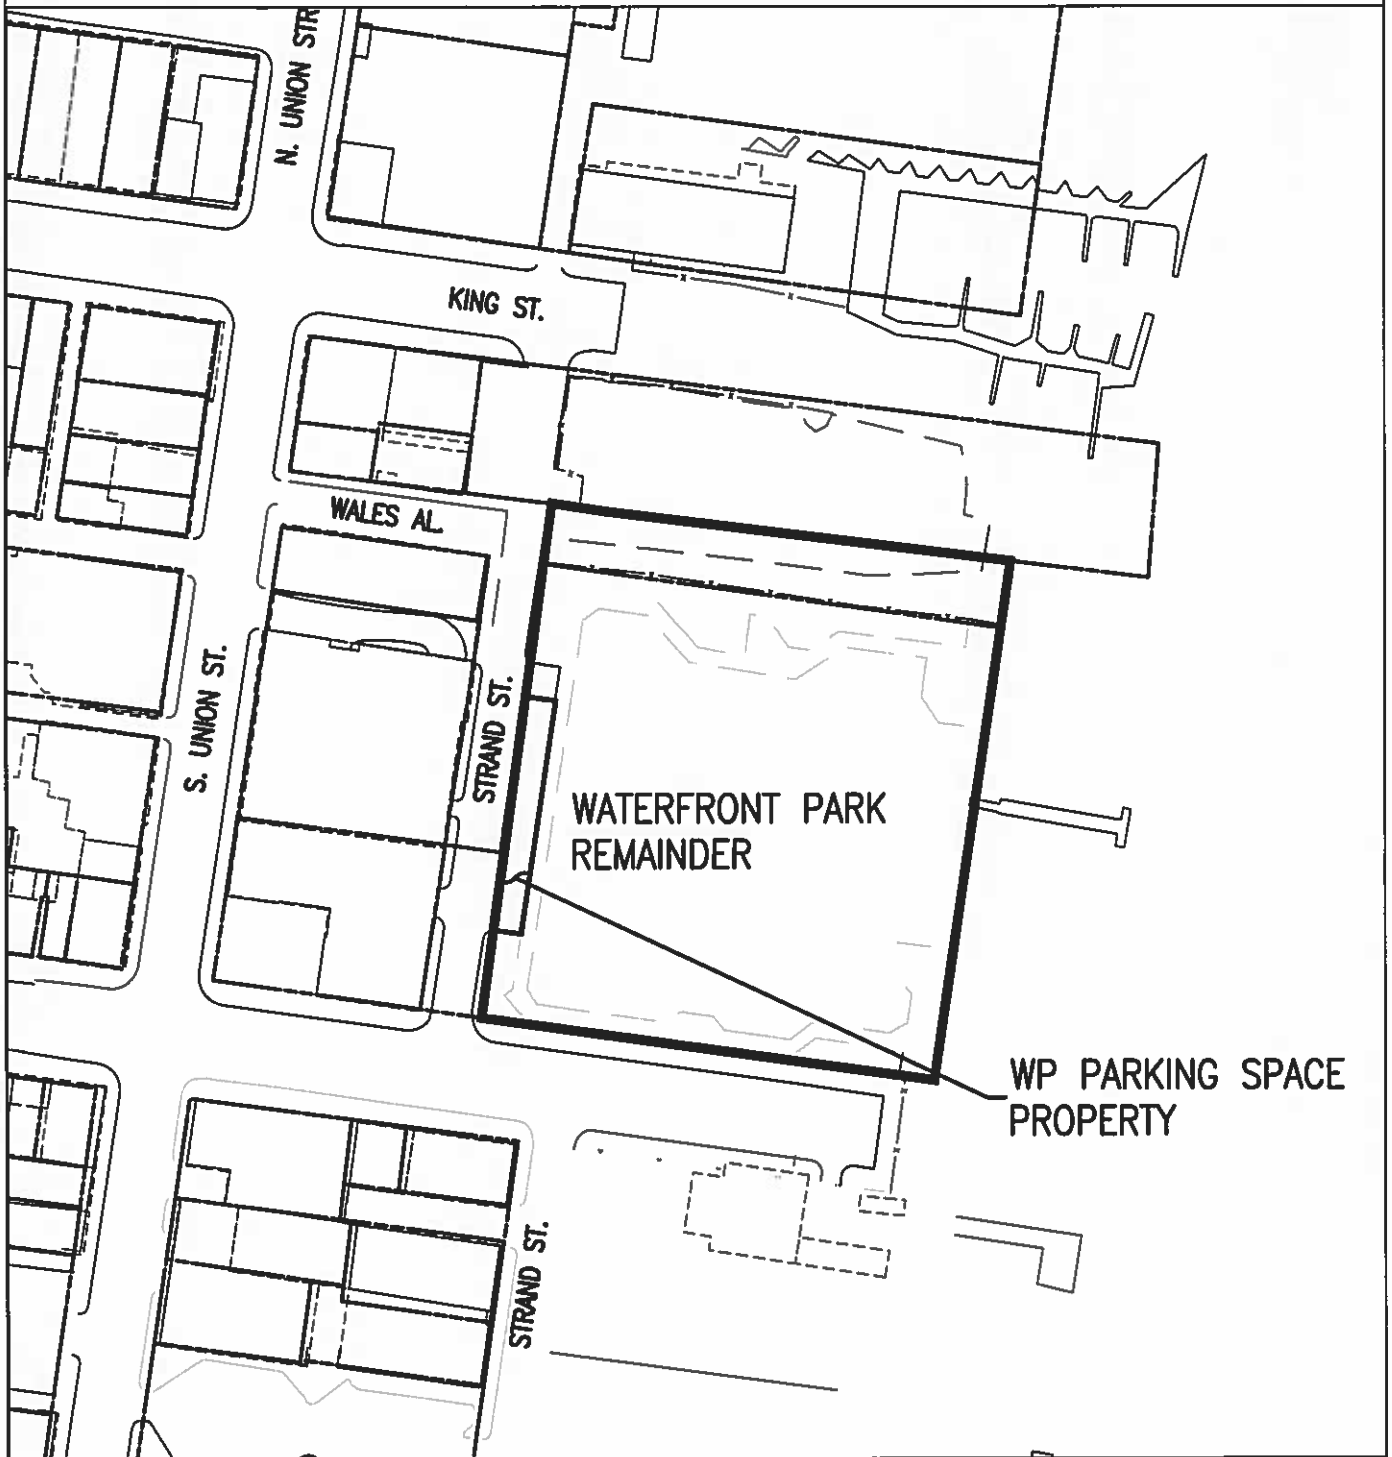 N. UNION STR
KING ST.
WALES AL.
S. UNION ST.
STRAND ST.
WATERFRONT PARK
REMAINDER
WP PARKING SPACE
PROPERTY
STRAND ST.